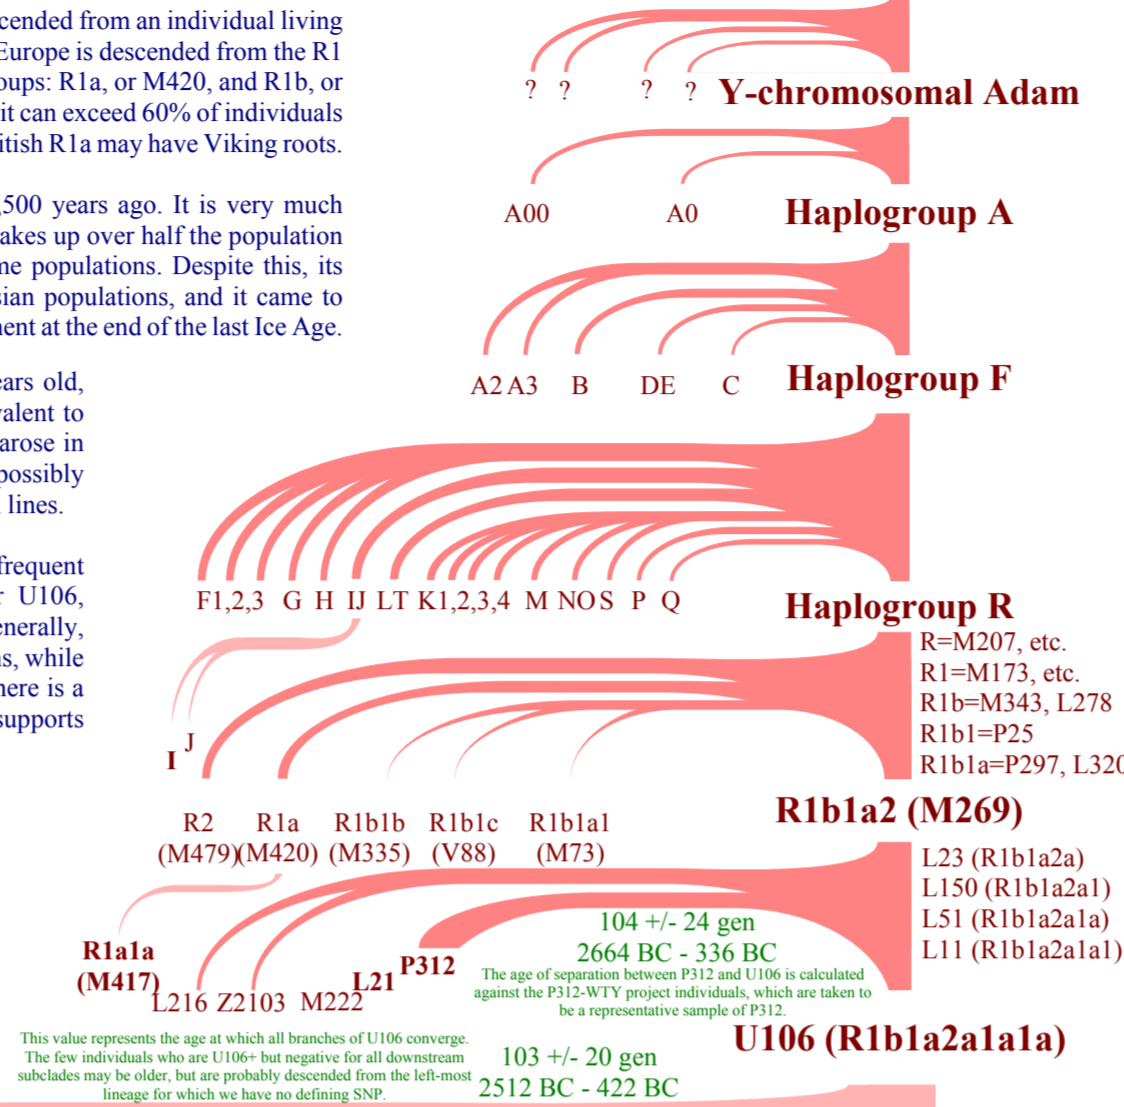 cended from an individual living
Europe is descended from the R1
oups: R1a, or M420, and R1b, or
it can exceed 60% of individuals
itish R1a may have Viking roots.
,500 years ago. It is very much
akes up over half the population
ne populations. Despite this, its
sian populations, and it came to
nent at the end of the last Ice Age.
ears old,
valent to
arose in
possibly
lines.
frequent
r U106,
enerally,
ns, while
here is a
supports
? ? ? ? Y-chromosomal Adam
A00 A0 Haplogroup A
A2 A3 B DE C Haplogroup F
F1,2,3 G H IJ LT K1,2,3,4 M NO S P Q Haplogroup R
R=M207, etc.
R1=M173, etc.
R1b=M343, L278
R1b1=P25
R1b1a=P297, L320
I J
R1b1a2 (M269)
R2 R1a R1b1b R1b1c R1b1a1
(M479)(M420) (M335) (V88) (M73)
L23 (R1b1a2a)
L150 (R1b1a2a1)
L51 (R1b1a2a1a)
L11 (R1b1a2a1a1)
R1a1a
(M417)
L216 Z2103 M222 L21 P312
104 +/- 24 gen
2664 BC - 336 BC
The age of separation between P312 and U106 is calculated
against the P312-WTY project individuals, which are taken to
be a representative sample of P312.
U106 (R1b1a2a1a1a)
This value represents the age at which all branches of U106 converge.
The few individuals who are U106+ but negative for all downstream
subclades may be older, but are probably descended from the left-most
lineage for which we have no defining SNP.
103 +/- 20 gen
2512 BC - 422 BC